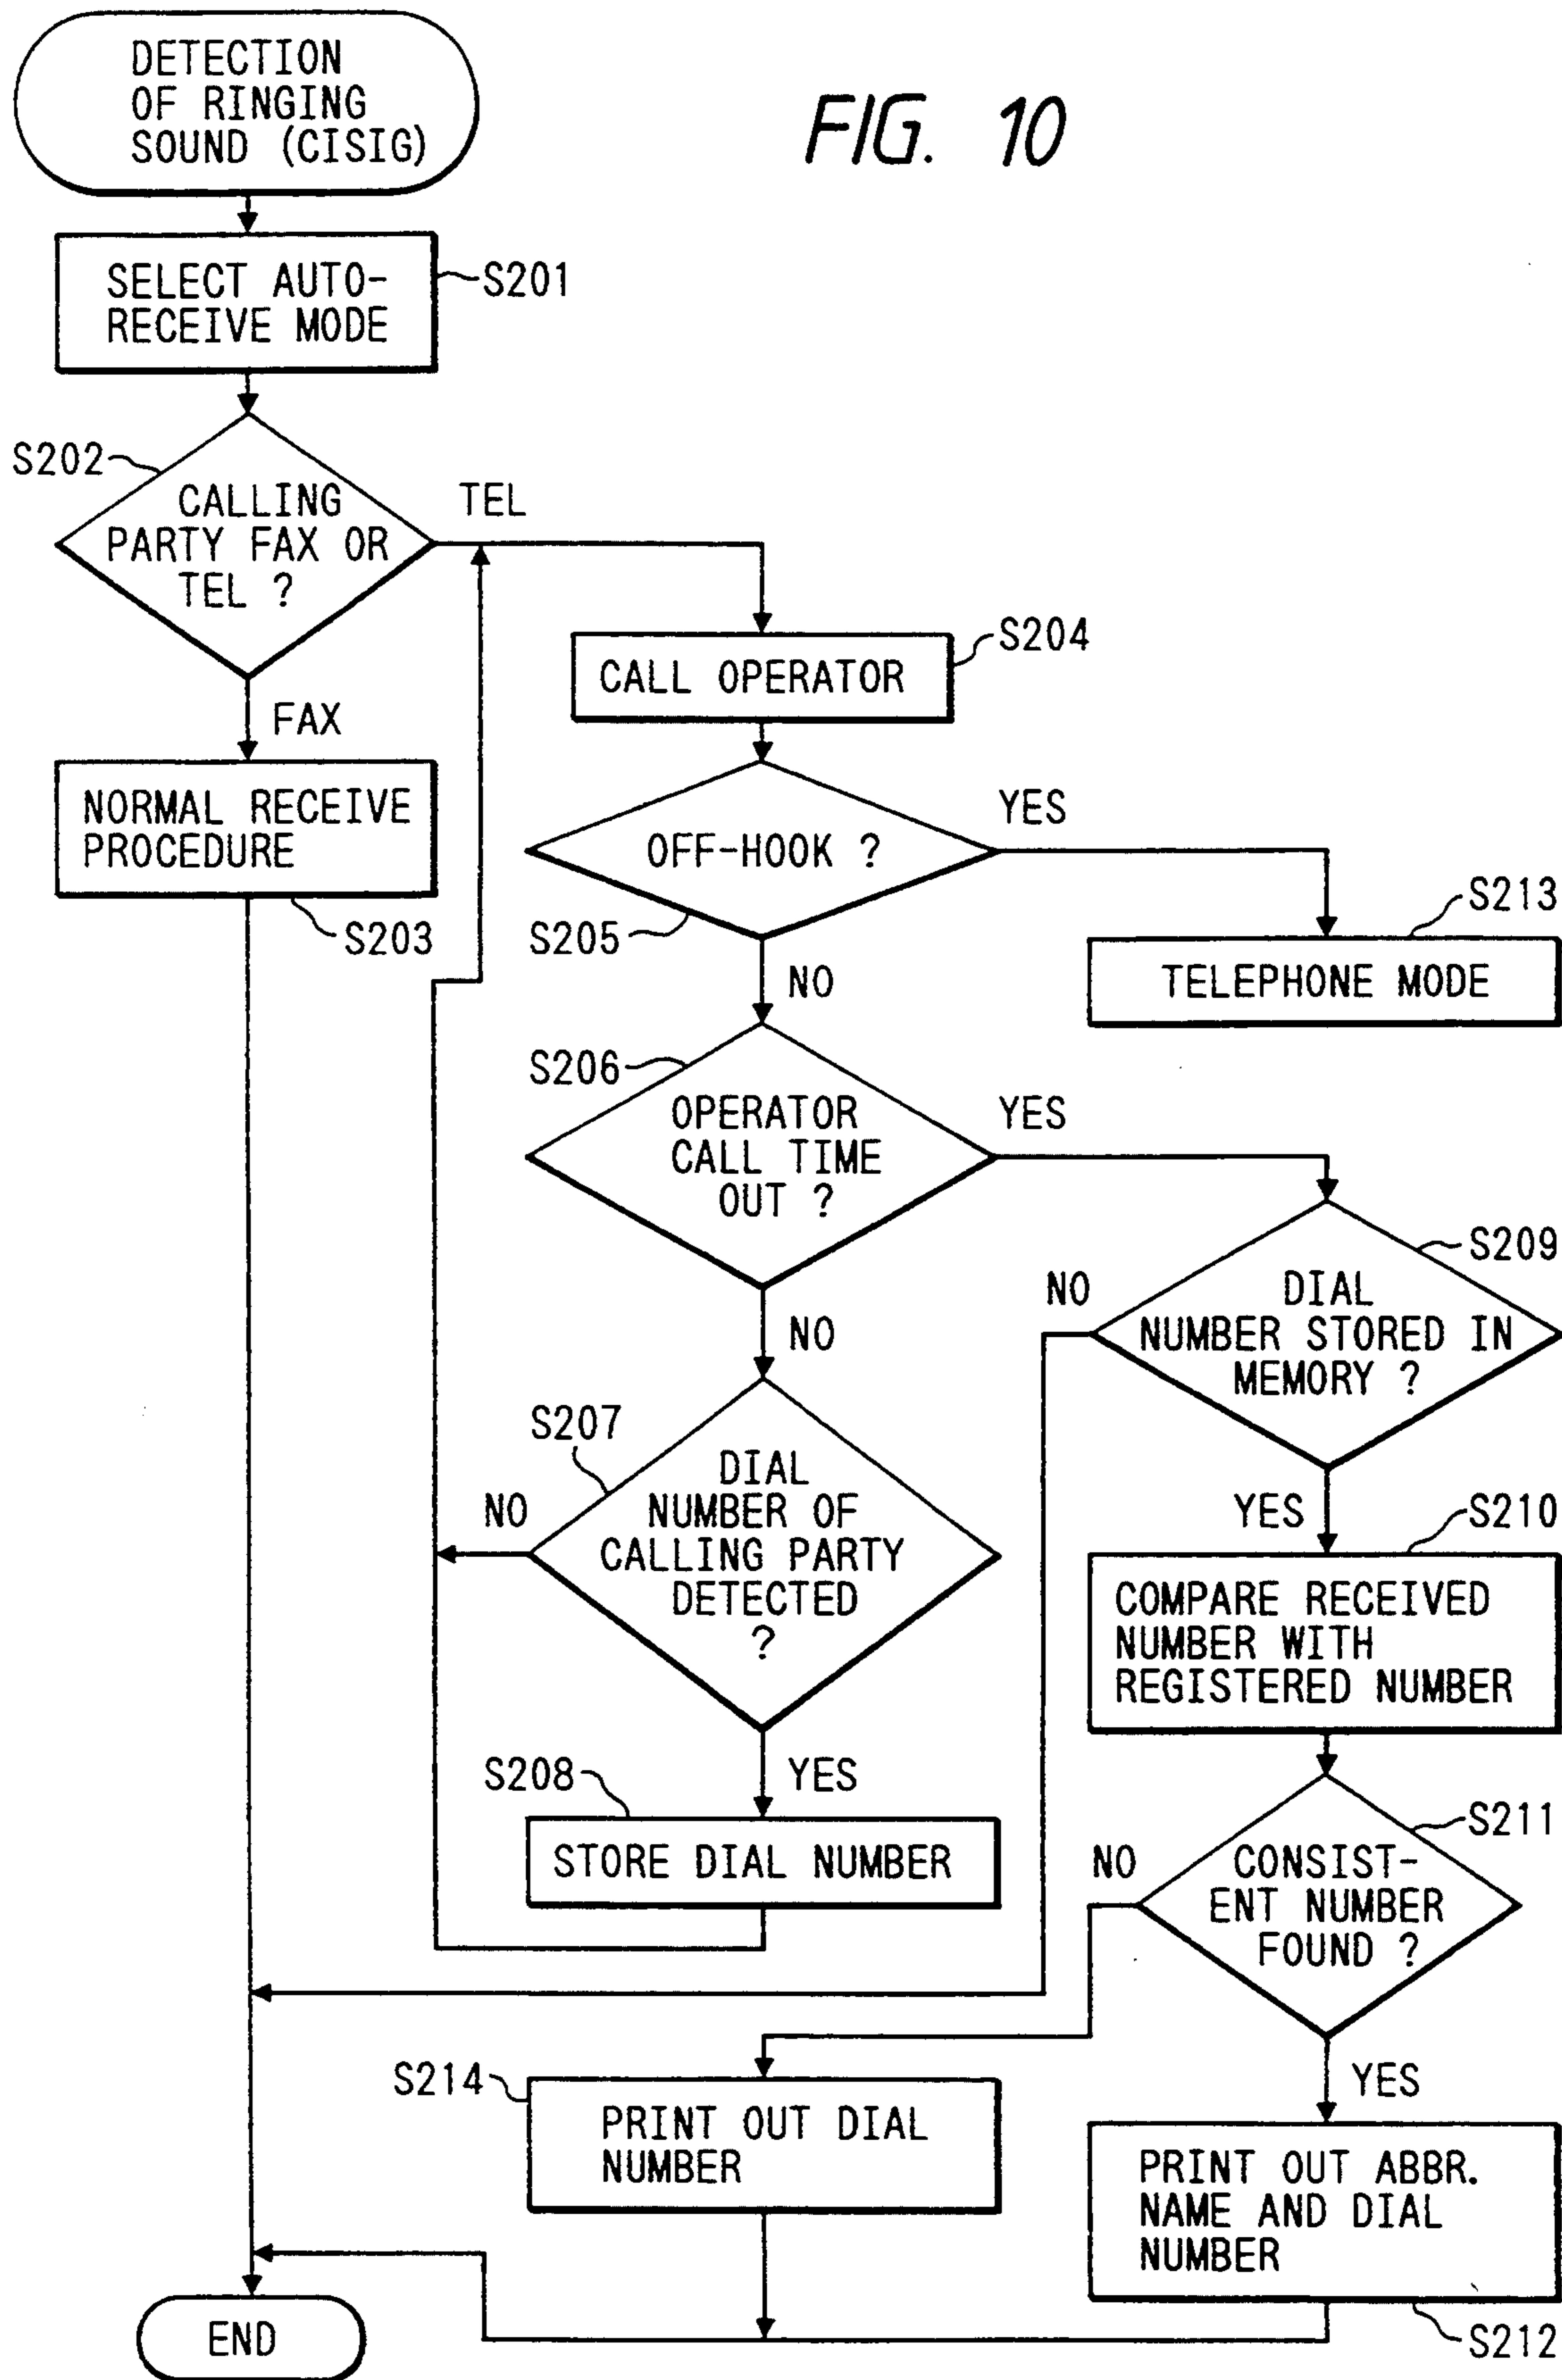 DETECTION
OF RINGING
SOUND (CISIG)
FIG. 10
SELECT AUTO-
RECEIVE MODE
S201
S202
CALLING
PARTY FAX OR
TEL ?
TEL
FAX
NORMAL RECEIVE
PROCEDURE
S203
CALL OPERATOR
S204
OFF-HOOK ?
S205
YES
NO
S213
TELEPHONE MODE
S206
OPERATOR
CALL TIME
OUT ?
YES
NO
S209
DIAL
NUMBER STORED IN
MEMORY ?
NO
YES
S207
DIAL
NUMBER OF
CALLING PARTY
DETECTED
?
NO
YES
S208
STORE DIAL NUMBER
S210
COMPARE RECEIVED
NUMBER WITH
REGISTERED NUMBER
S211
CONSIST-
ENT NUMBER
FOUND ?
NO
YES
S214
PRINT OUT DIAL
NUMBER
PRINT OUT ABBR.
NAME AND DIAL
NUMBER
S212
END